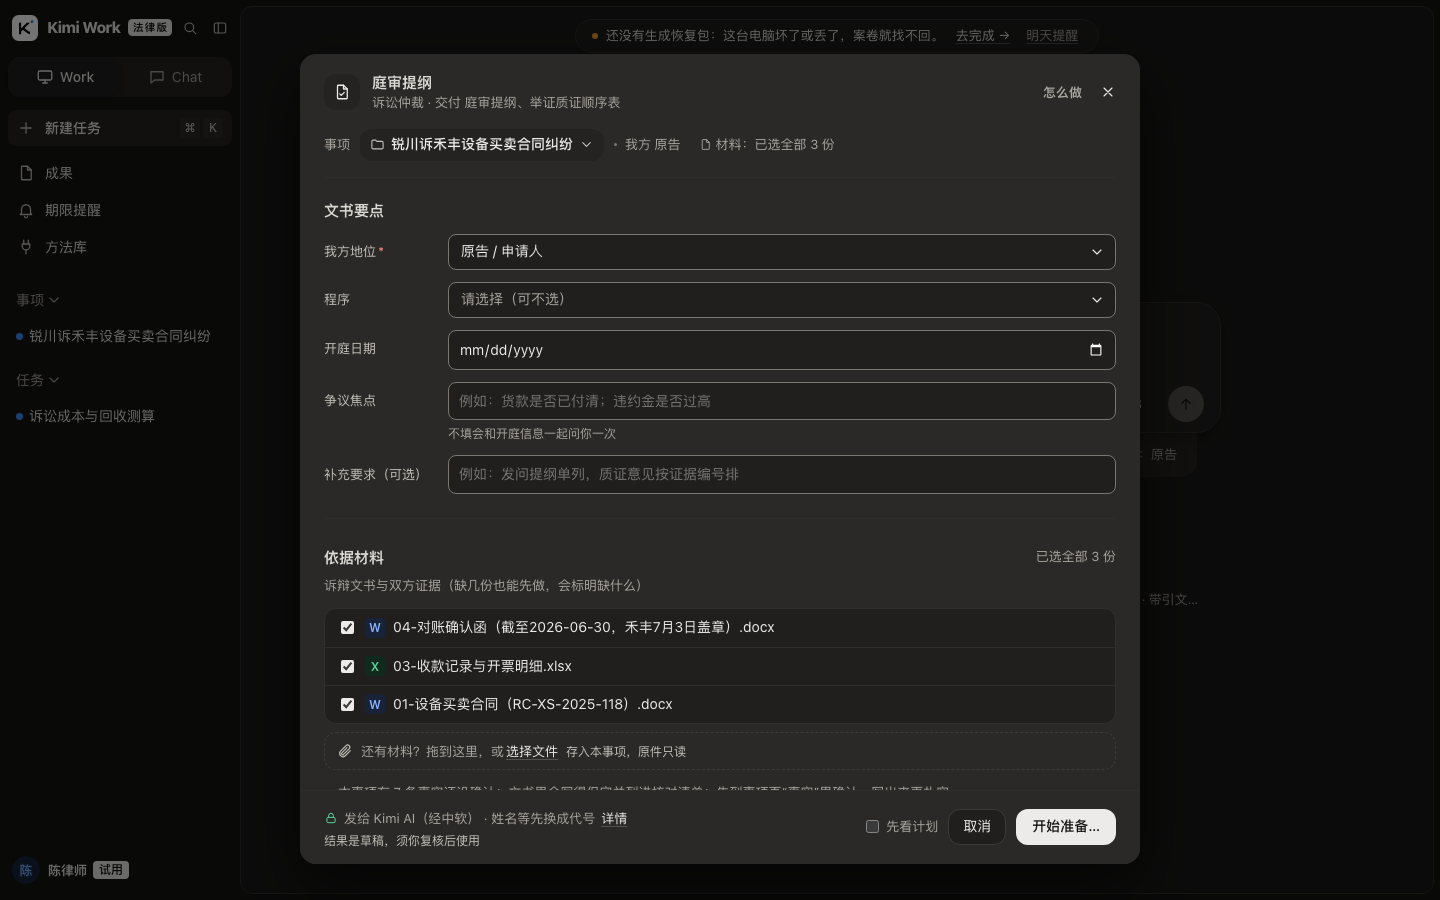 Kimi Work 法律版
还没有生成恢复包：这台电脑坏了或丢了，案卷就找不回。 去完成 → 明天提醒
Work Chat
新建任务 ⌘ K
成果
期限提醒
方法库
事项
锐川诉禾丰设备买卖合同纠纷
任务
诉讼成本与回收测算
陈 陈律师 试用
庭审提纲
诉讼仲裁 · 交付 庭审提纲、举证质证顺序表
怎么做
事项 锐川诉禾丰设备买卖合同纠纷 • 我方 原告 材料：已选全部 3 份
文书要点
我方地位* 原告 / 申请人
程序 请选择（可不选）
开庭日期 mm/dd/yyyy
争议焦点 例如：货款是否已付清；违约金是否过高
不填会和开庭信息一起问你一次
补充要求（可选） 例如：发问提纲单列，质证意见按证据编号排
依据材料 已选全部 3 份
诉辩文书与双方证据（缺几份也能先做，会标明缺什么）
W 04-对账确认函（截至2026-06-30，禾丰7月3日盖章）.docx
X 03-收款记录与开票明细.xlsx
W 01-设备买卖合同（RC-XS-2025-118）.docx
还有材料？拖到这里，或 选择文件 存入本事项，原件只读
发给 Kimi AI（经中软） · 姓名等先换成代号 详情
结果是草稿，须你复核后使用
先看计划 取消 开始准备...
：原告
· 带引文...